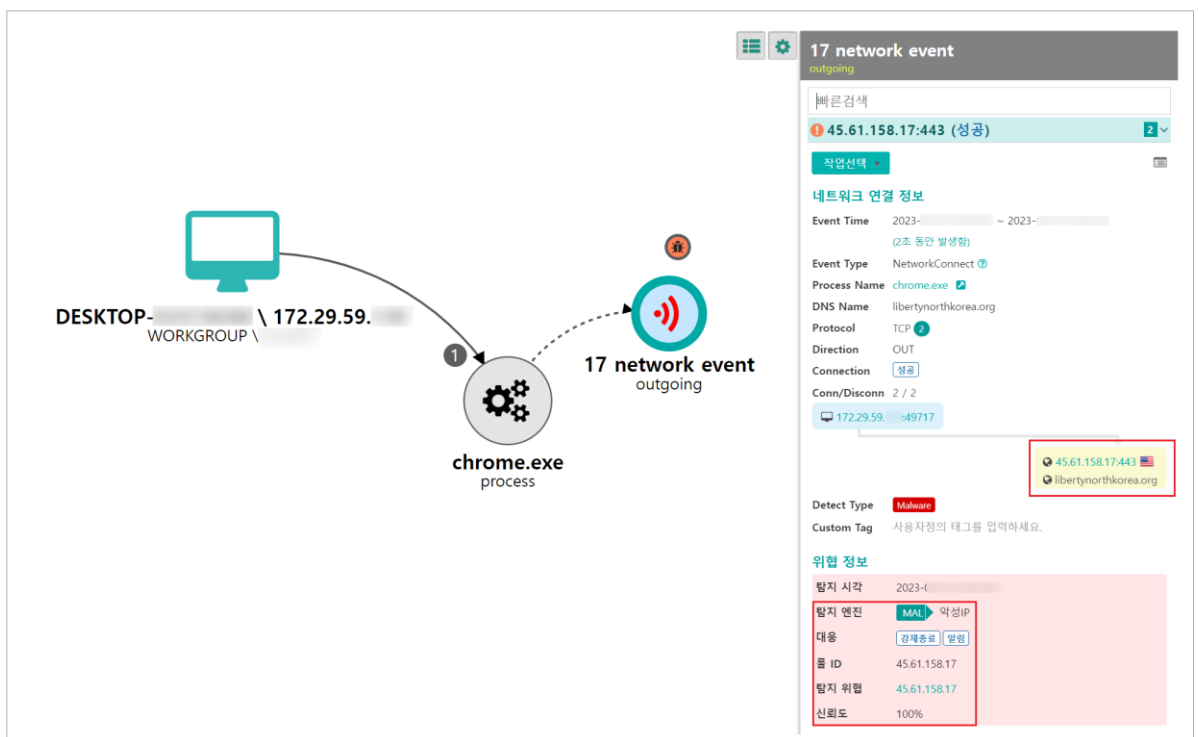 DESKTOP- \ 172.29.59.
WORKGROUP \
1
chrome.exe
process
17 network event
outgoing
17 network event
outgoing
빠른검색
45.61.158.17:443 (성공) 2
작업선택
네트워크 연결 정보
Event Time 2023- ~ 2023-
(2초 동안 발생함)
Event Type NetworkConnect ?
Process Name chrome.exe
DNS Name libertynorthkorea.org
Protocol TCP 2
Direction OUT
Connection 성공
Conn/Disconn 2 / 2
172.29.59. :49717
45.61.158.17:443
libertynorthkorea.org
Detect Type Malware
Custom Tag 사용자정의 태그를 입력하세요.
위협 정보
탐지 시각 2023-
탐지 엔진 MAL 악성IP
대응 강제종료 알림
룰 ID 45.61.158.17
탐지 위협 45.61.158.17
신뢰도 100%